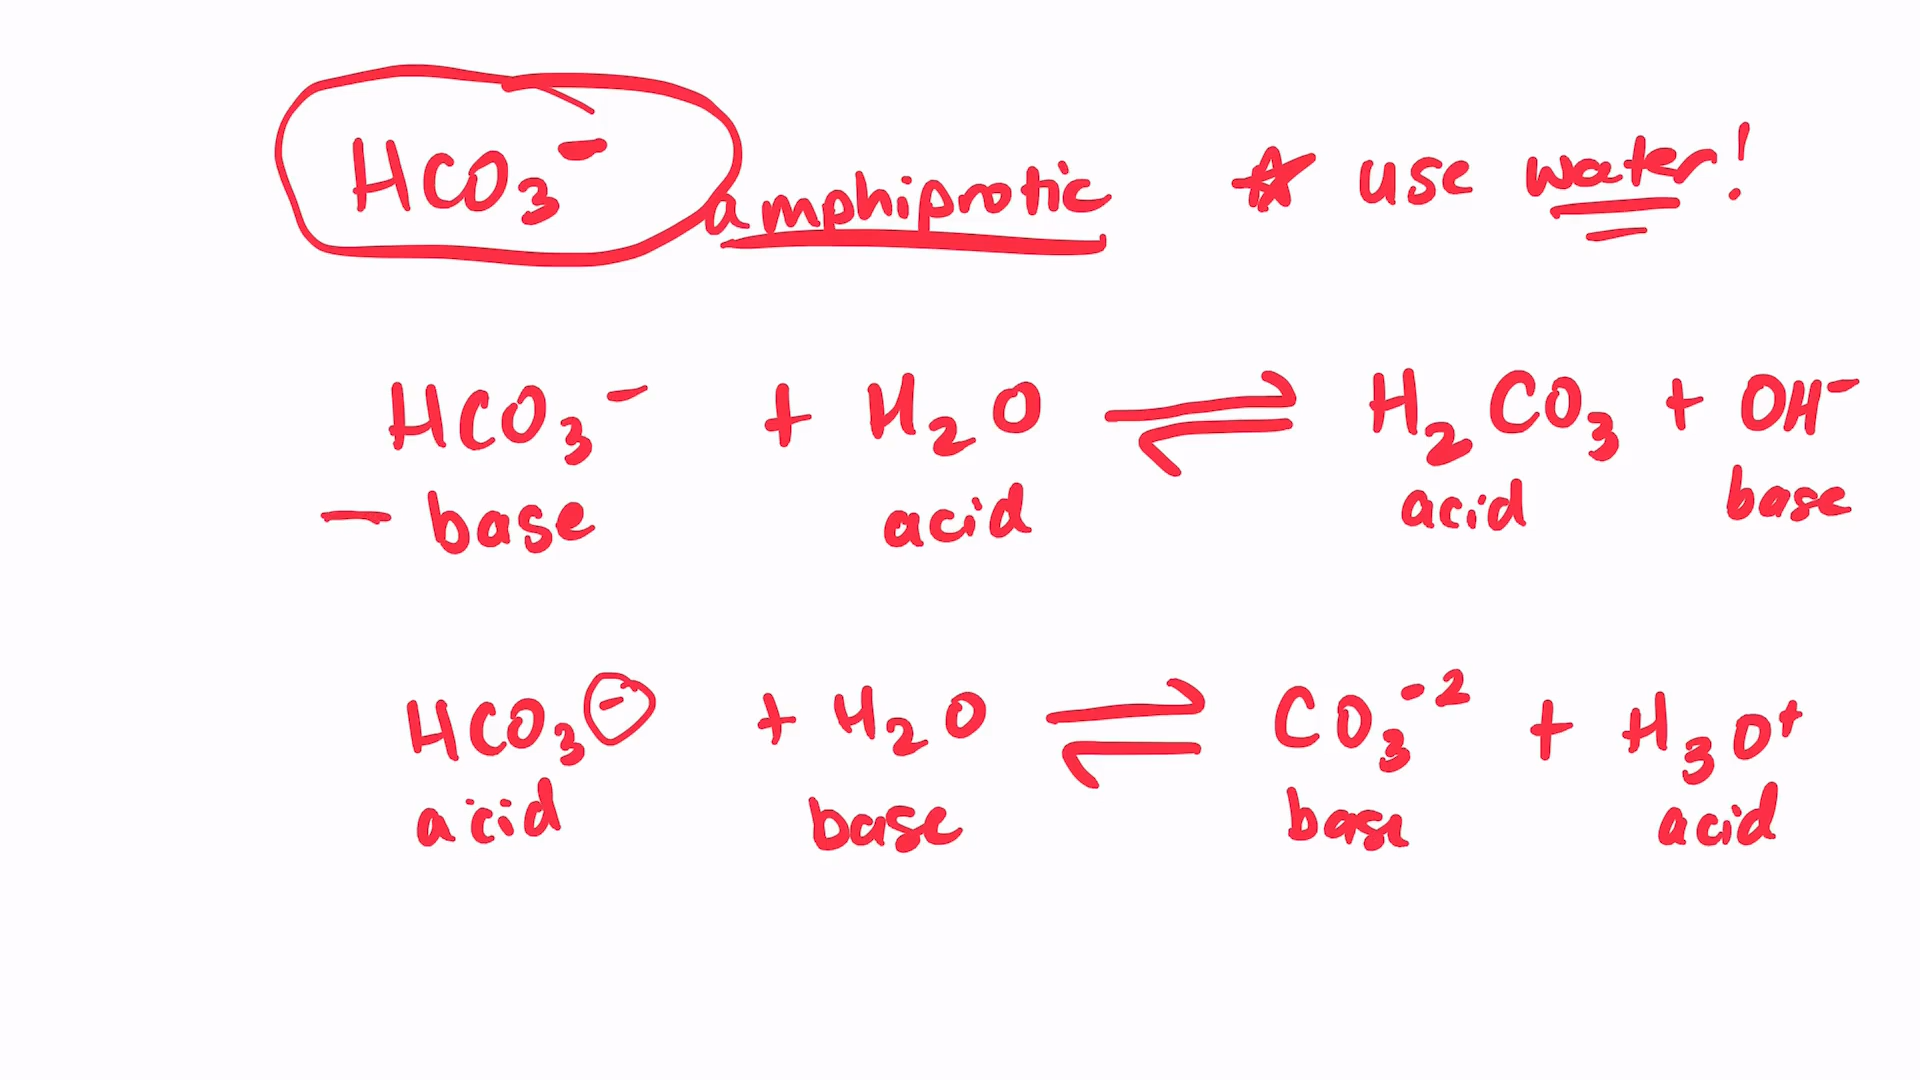 HCO₃⁻ amphiprotic ☆ use water!
HCO₃⁻ + H₂O ⇌ H₂CO₃ + OH⁻
— base acid acid base
HCO₃⁻ + H₂O ⇌ CO₃⁻² + H₃O⁺
acid base base acid